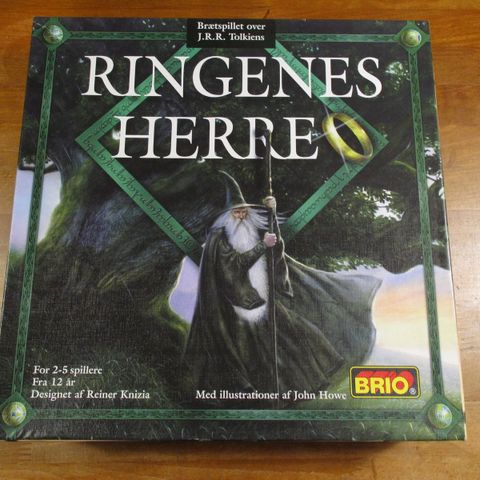 Brætspillet over
J.R.R. Tolkiens
RINGENES
HERRE
For 2-5 spillere
Fra 12 år
Designet af Reiner Knizia
Med illustrationer af John Howe
BRIO®